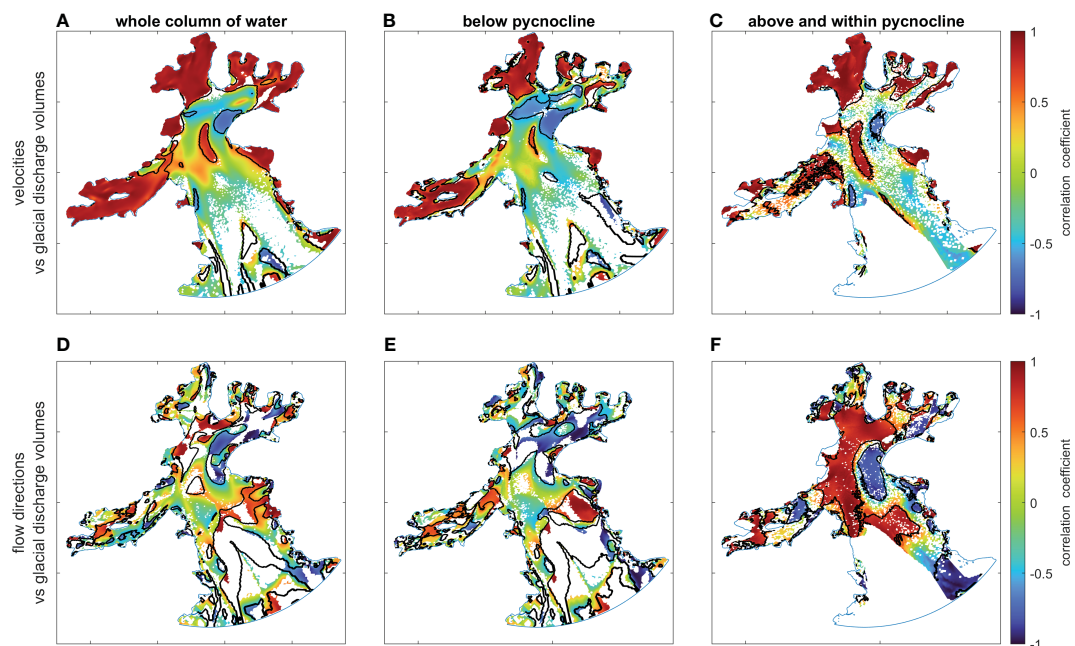 A whole column of water
B below pycnocline
C above and within pycnocline
velocities
vs glacial discharge volumes
1
0.5
0
-0.5
-1
correlation coefficient
D
E
F
flow directions
vs glacial discharge volumes
1
0.5
0
-0.5
-1
correlation coefficient